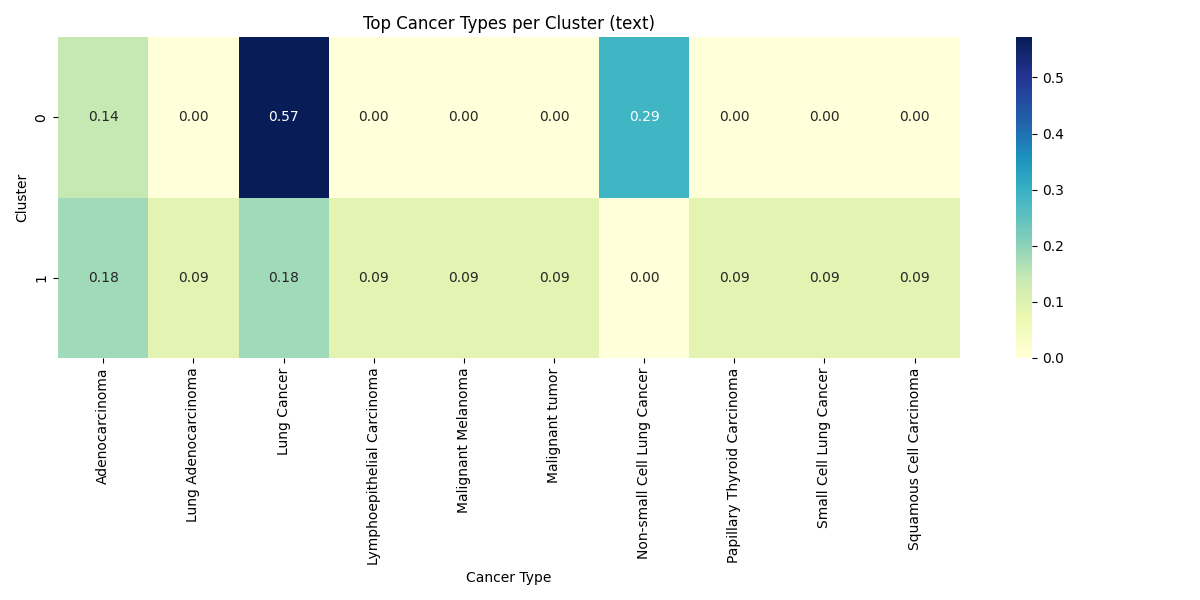 Top Cancer Types per Cluster (text)
Cluster
0
0.14 0.00 0.57 0.00 0.00 0.00 0.29 0.00 0.00 0.00
1
0.18 0.09 0.18 0.09 0.09 0.09 0.00 0.09 0.09 0.09
Adenocarcinoma
Lung Adenocarcinoma
Lung Cancer
Lymphoepithelial Carcinoma
Malignant Melanoma
Malignant tumor
Non-small Cell Lung Cancer
Papillary Thyroid Carcinoma
Small Cell Lung Cancer
Squamous Cell Carcinoma
Cancer Type
0.5
0.4
0.3
0.2
0.1
0.0